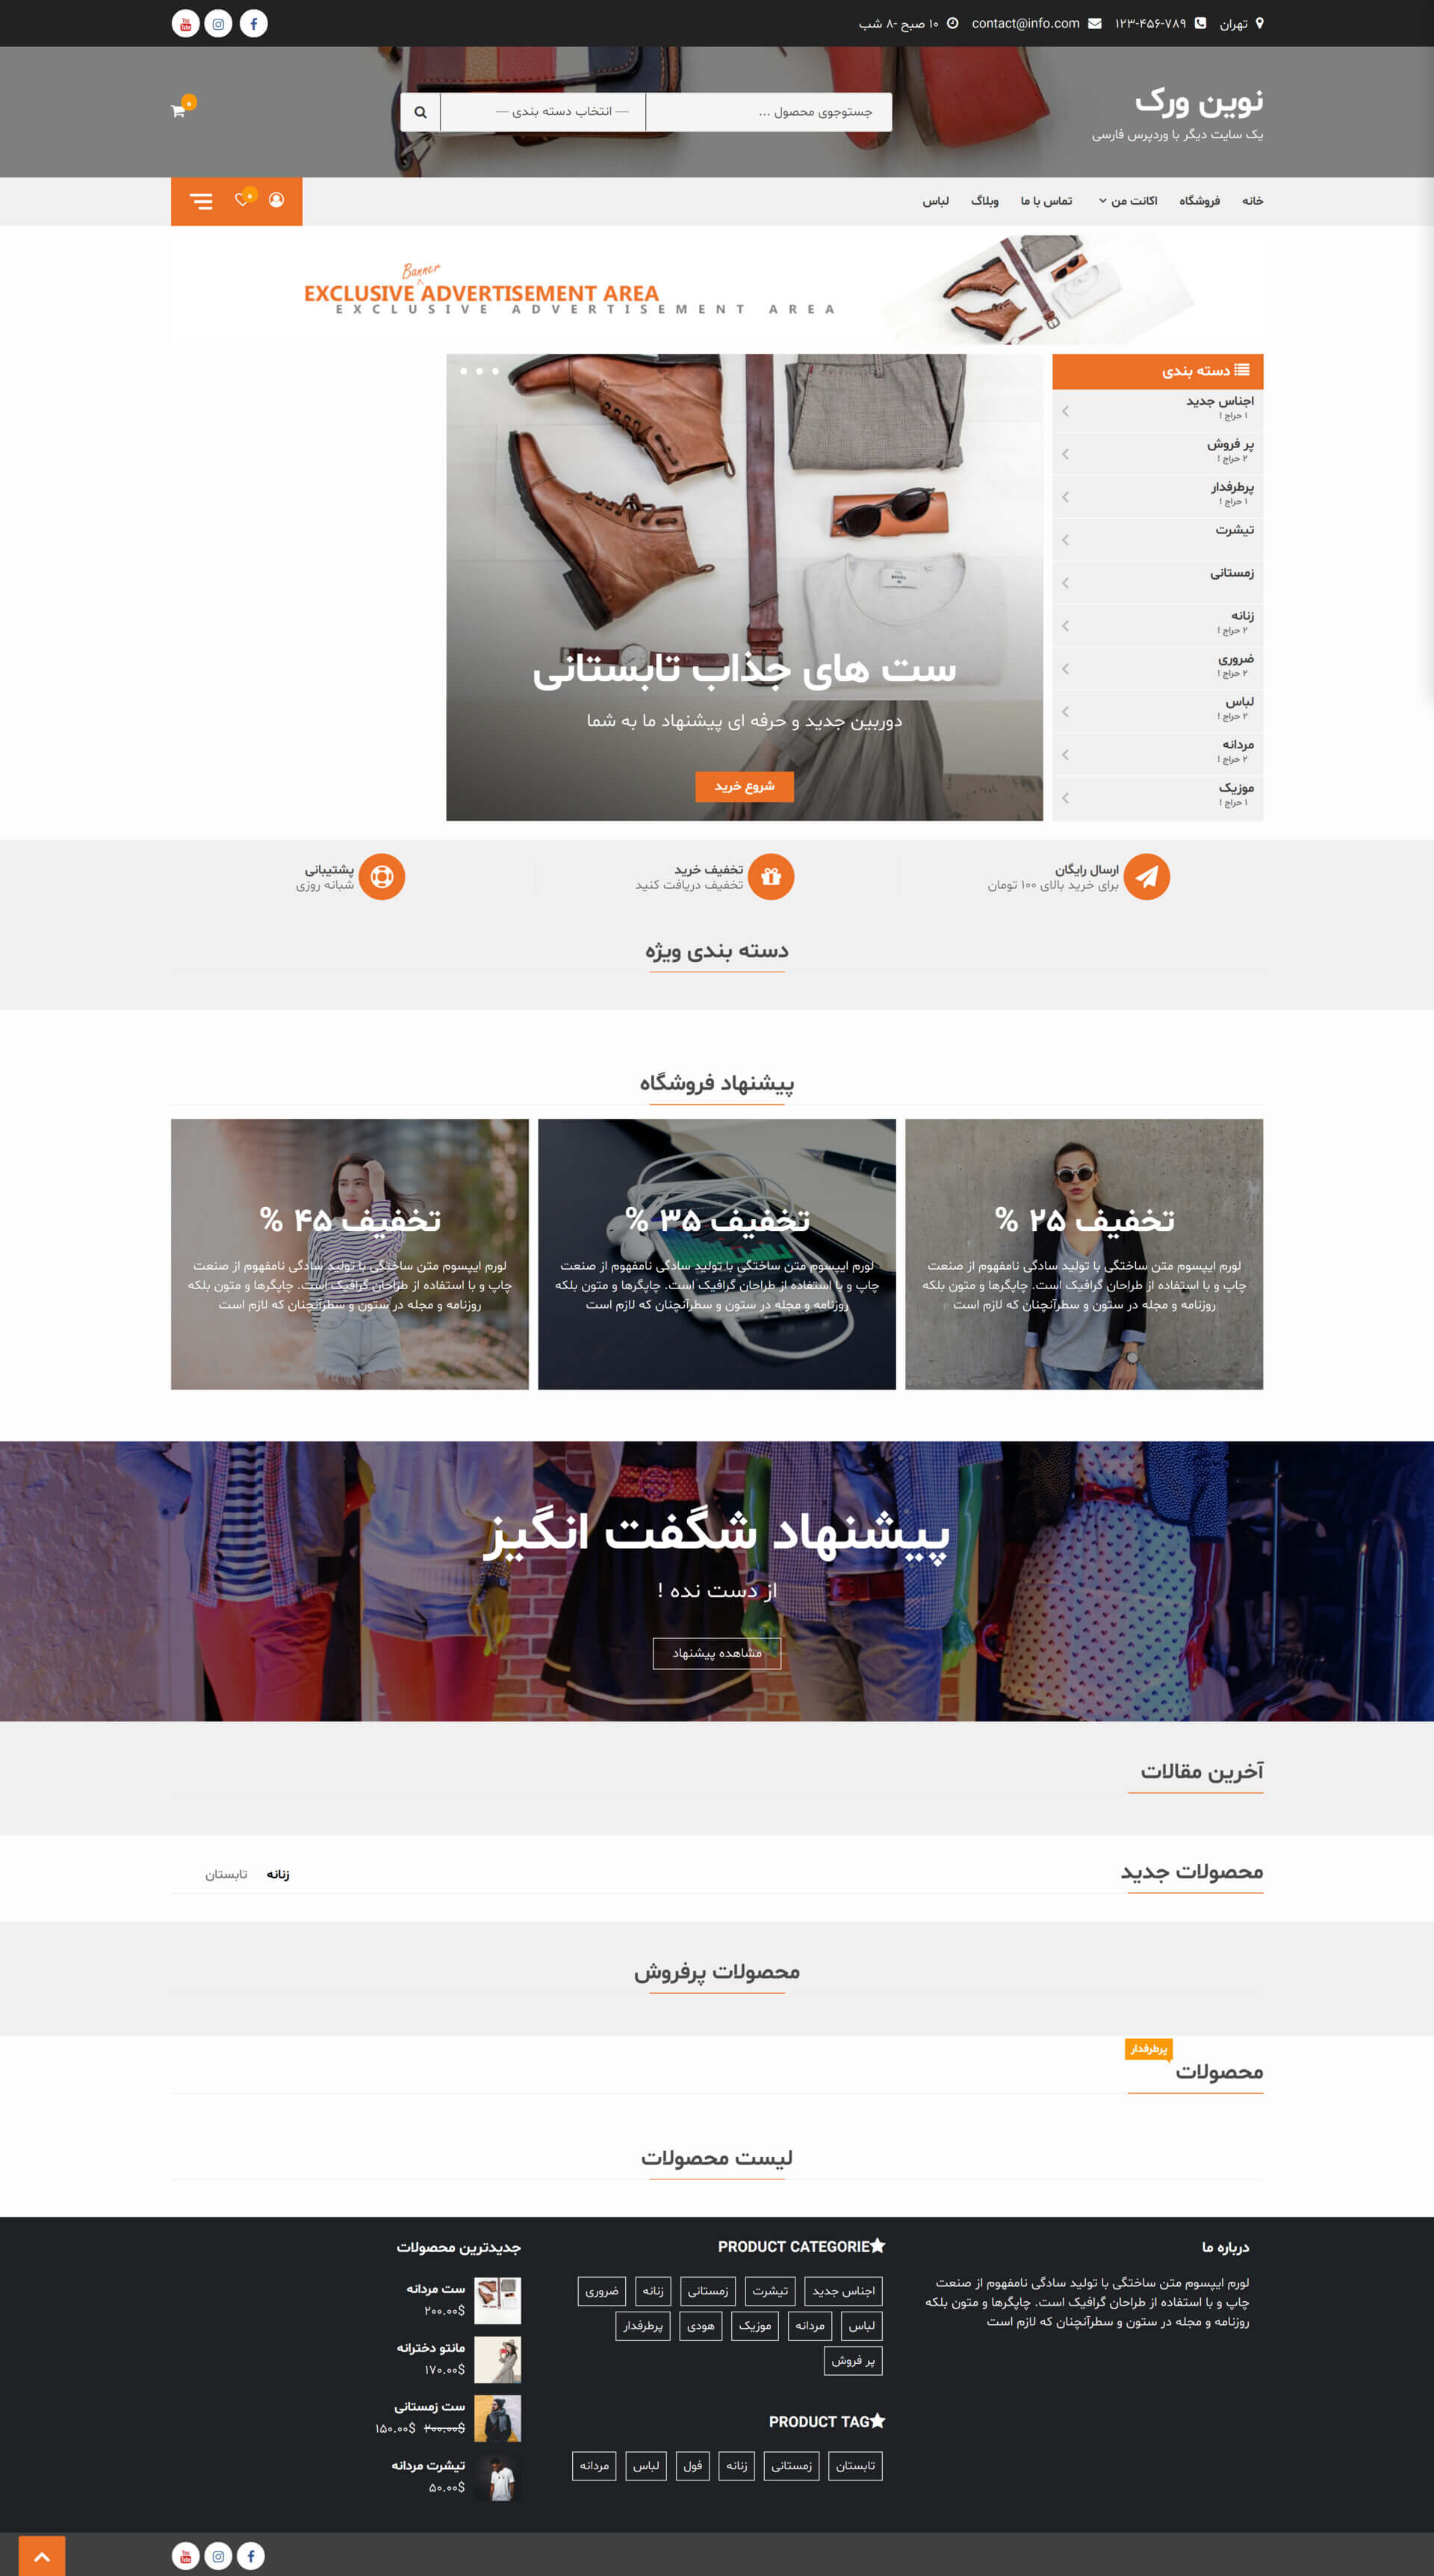 تهران ۱۲۳-۴۵۶-۷۸۹ contact@info.com ۱۰ صبح -۸ شب
نوین ورک
یک سایت دیگر با وردپرس فارسی
جستوجوی محصول ...
— انتخاب دسته بندی —
۰
خانه فروشگاه اکانت من تماس با ما وبلاگ لباس
۰
Banner
EXCLUSIVE ADVERTISEMENT AREA
EXCLUSIVE ADVERTISEMENT AREA
دسته بندی
اجناس جدید
۱ حراج !
پر فروش
۲ حراج !
پرطرفدار
۱ حراج !
تیشرت
زمستانی
زنانه
۲ حراج !
ضروری
۲ حراج !
لباس
۲ حراج !
مردانه
۲ حراج !
موزیک
۱ حراج !
ست های جذاب تابستانی
دوربین جدید و حرفه ای پیشنهاد ما به شما
شروع خرید
ارسال رایگان
برای خرید بالای ۱۰۰ تومان
تخفیف خرید
تخفیف دریافت کنید
پشتیبانی
شبانه روزی
دسته بندی ویژه
پیشنهاد فروشگاه
تخفیف ۲۵ %
لورم ایپسوم متن ساختگی با تولید سادگی نامفهوم از صنعت
چاپ و با استفاده از طراحان گرافیک است. چاپگرها و متون بلکه
روزنامه و مجله در ستون و سطرآنچنان که لازم است
تخفیف ۳۵ %
لورم ایپسوم متن ساختگی با تولید سادگی نامفهوم از صنعت
چاپ و با استفاده از طراحان گرافیک است. چاپگرها و متون بلکه
روزنامه و مجله در ستون و سطرآنچنان که لازم است
تخفیف ۴۵ %
لورم ایپسوم متن ساختگی با تولید سادگی نامفهوم از صنعت
چاپ و با استفاده از طراحان گرافیک است. چاپگرها و متون بلکه
روزنامه و مجله در ستون و سطرآنچنان که لازم است
پیشنهاد شگفت انگیز
از دست نده !
مشاهده پیشنهاد
آخرین مقالات
محصولات جدید
زنانه تابستان
محصولات پرفروش
محصولات
پرطرفدار
لیست محصولات
درباره ما
لورم ایپسوم متن ساختگی با تولید سادگی نامفهوم از صنعت
چاپ و با استفاده از طراحان گرافیک است. چاپگرها و متون بلکه
روزنامه و مجله در ستون و سطرآنچنان که لازم است
PRODUCT CATEGORIE
اجناس جدید تیشرت زمستانی زنانه ضروری
لباس مردانه موزیک هودی پرطرفدار
پر فروش
PRODUCT TAG
تابستان زمستانی زنانه فول لباس مردانه
جدیدترین محصولات
ست مردانه
۲۰۰.۰۰$
مانتو دخترانه
۱۷۰.۰۰$
ست زمستانی
۲۰۰.۰۰$ ۱۵۰.۰۰$
تیشرت مردانه
۵۰.۰۰$